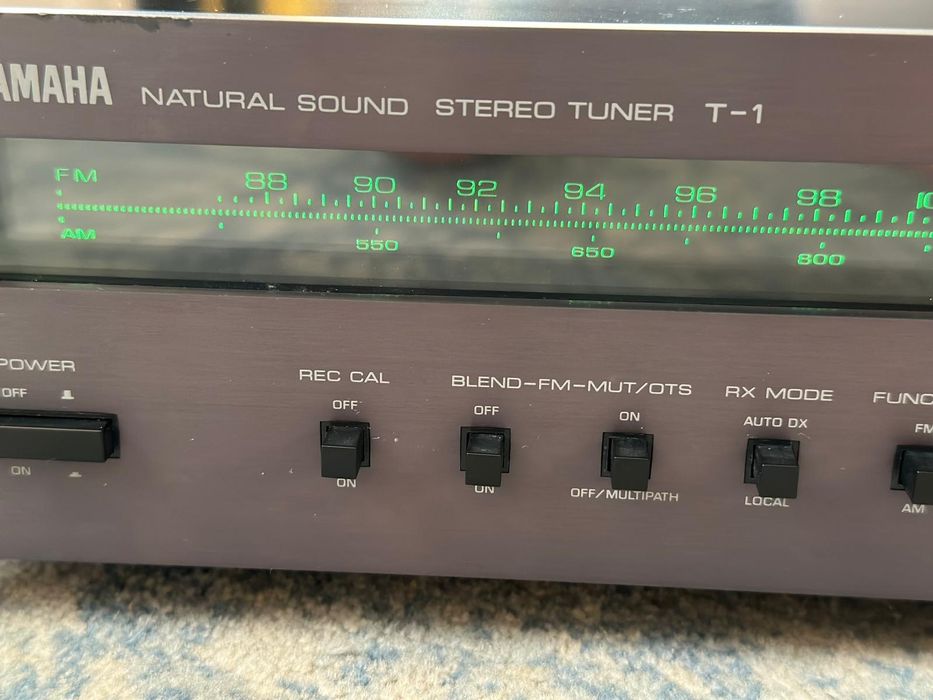 YAMAHA NATURAL SOUND STEREO TUNER T-1
FM 88 90 92 94 96 98
AM 550 650 800
POWER REC CAL BLEND-FM-MUT/OTS RX MODE
OFF OFF OFF ON AUTO DX FM
ON ON ON OFF/MULTIPATH LOCAL AM